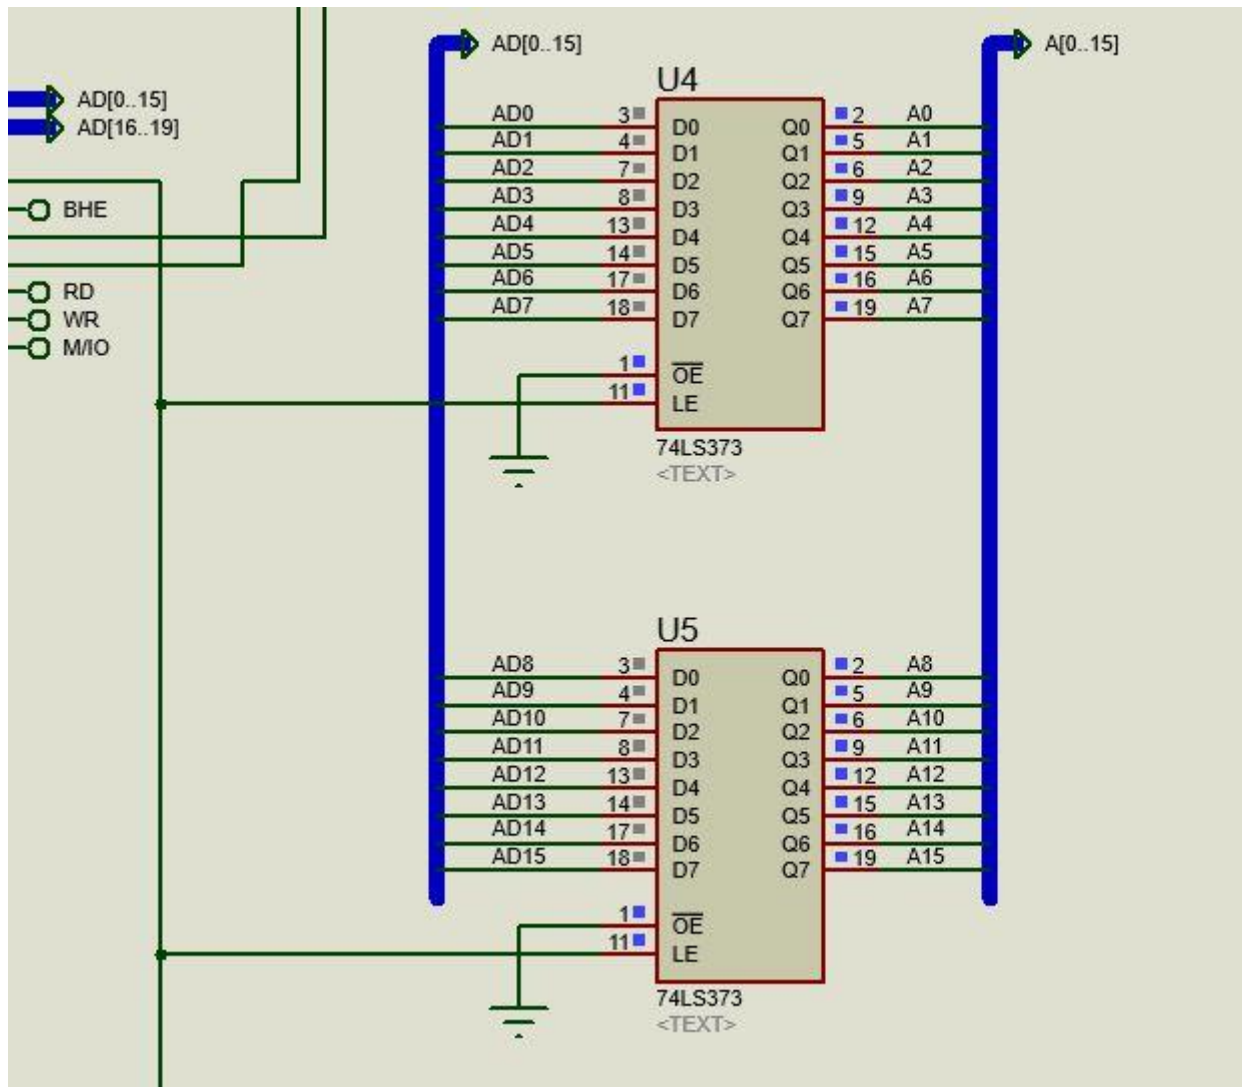 AD[0..15]
AD[16..19]
BHE
RD
WR
M/IO
AD[0..15]
A[0..15]
U4
AD0 3 D0 Q0 2 A0
AD1 4 D1 Q1 5 A1
AD2 7 D2 Q2 6 A2
AD3 8 D3 Q3 9 A3
AD4 13 D4 Q4 12 A4
AD5 14 D5 Q5 15 A5
AD6 17 D6 Q6 16 A6
AD7 18 D7 Q7 19 A7
1 OE
11 LE
74LS373
<TEXT>
U5
AD8 3 D0 Q0 2 A8
AD9 4 D1 Q1 5 A9
AD10 7 D2 Q2 6 A10
AD11 8 D3 Q3 9 A11
AD12 13 D4 Q4 12 A12
AD13 14 D5 Q5 15 A13
AD14 17 D6 Q6 16 A14
AD15 18 D7 Q7 19 A15
1 OE
11 LE
74LS373
<TEXT>